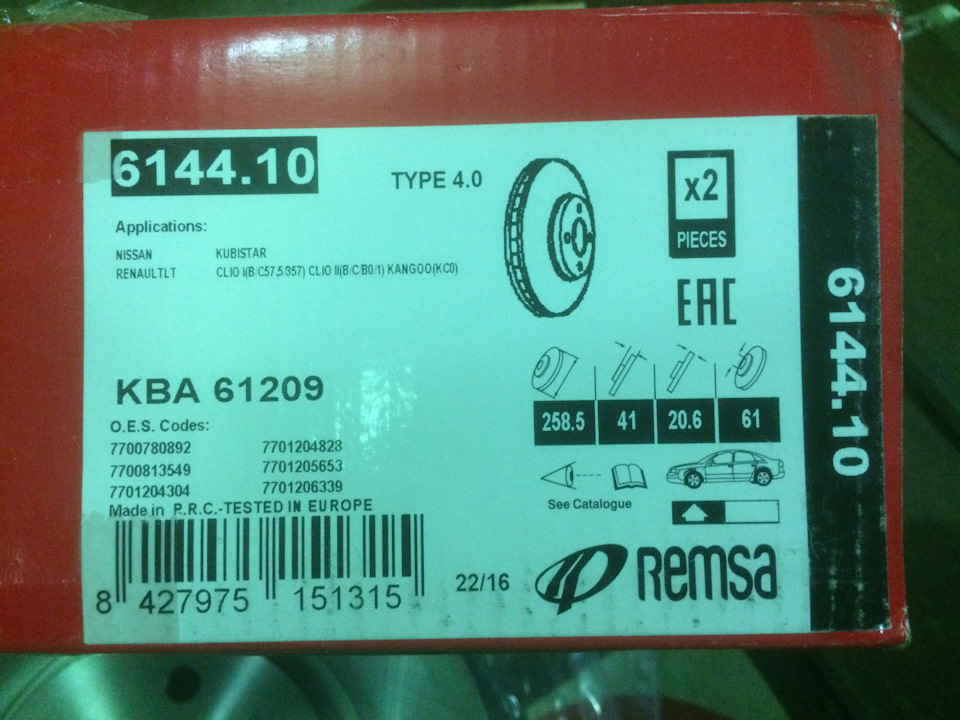 6144.10
TYPE 4.0
x2
PIECES
Applications:
NISSAN KUBISTAR
RENAULTLT CLIO I(B/C57,5/357) CLIO II(B/C/B0/1) KANGOO(KC0)
EAC
KBA 61209
O.E.S. Codes:
7700780892 7701204828
7700813549 7701205653
7701204304 7701206339
Made in P.R.C.-TESTED IN EUROPE
258.5 41 20.6 61
See Catalogue
8 427975 151315
22/16
Remsa
6144.10